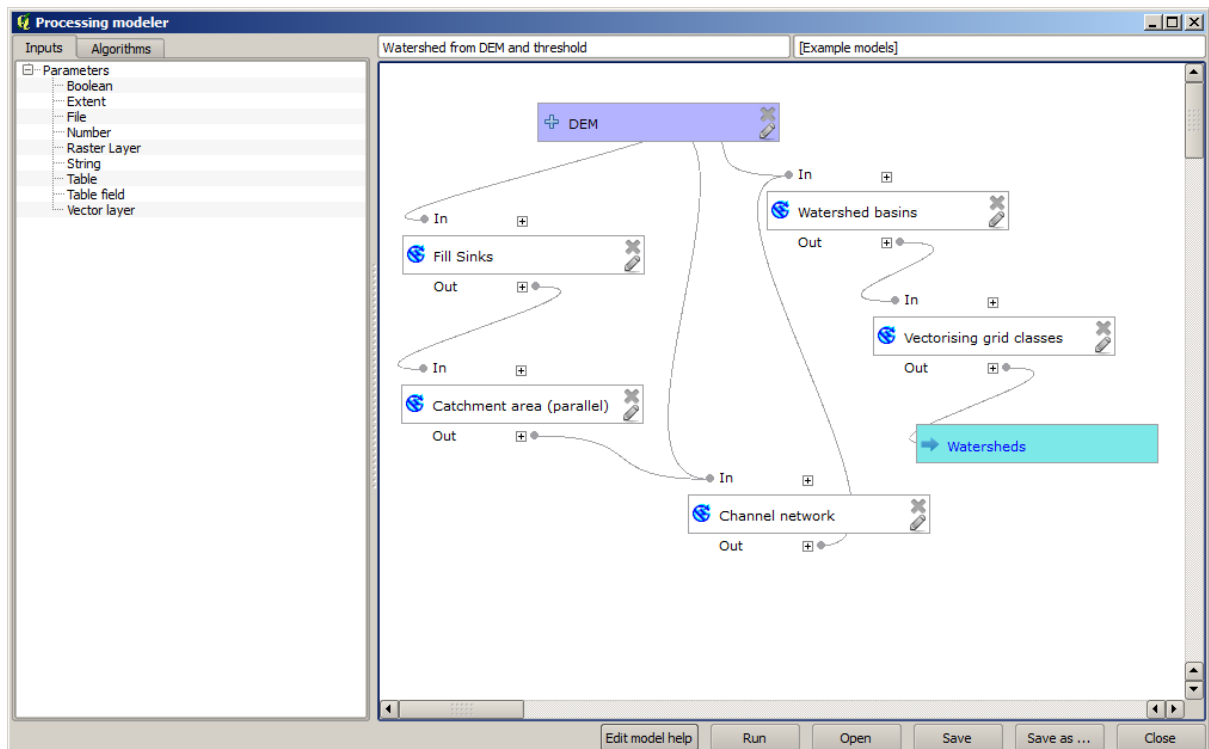 Processing modeler
Inputs
Algorithms
Parameters
Boolean
Extent
File
Number
Raster Layer
String
Table
Table field
Vector layer
Watershed from DEM and threshold
[Example models]
DEM
In
Watershed basins
Out
In
Fill Sinks
Out
In
Vectorising grid classes
Out
In
Catchment area (parallel)
Out
Watersheds
In
Channel network
Out
Edit model help
Run
Open
Save
Save as ...
Close